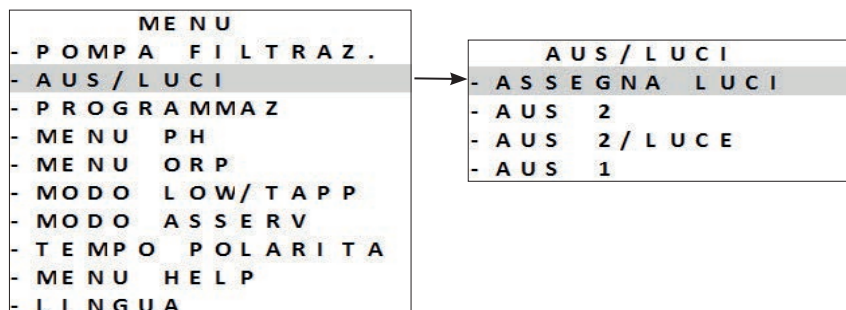 MENU
- POMPA FILTRAZ.
- AUS/LUCI
- PROGRAMMAZ
- MENU PH
- MENU ORP
- MODO LOW/TAPP
- MODO ASSERV
- TEMPO POLARITA
- MENU HELP
- LINGUA
AUS/LUCI
- ASSEGNA LUCI
- AUS 2
- AUS 2/LUCE
- AUS 1